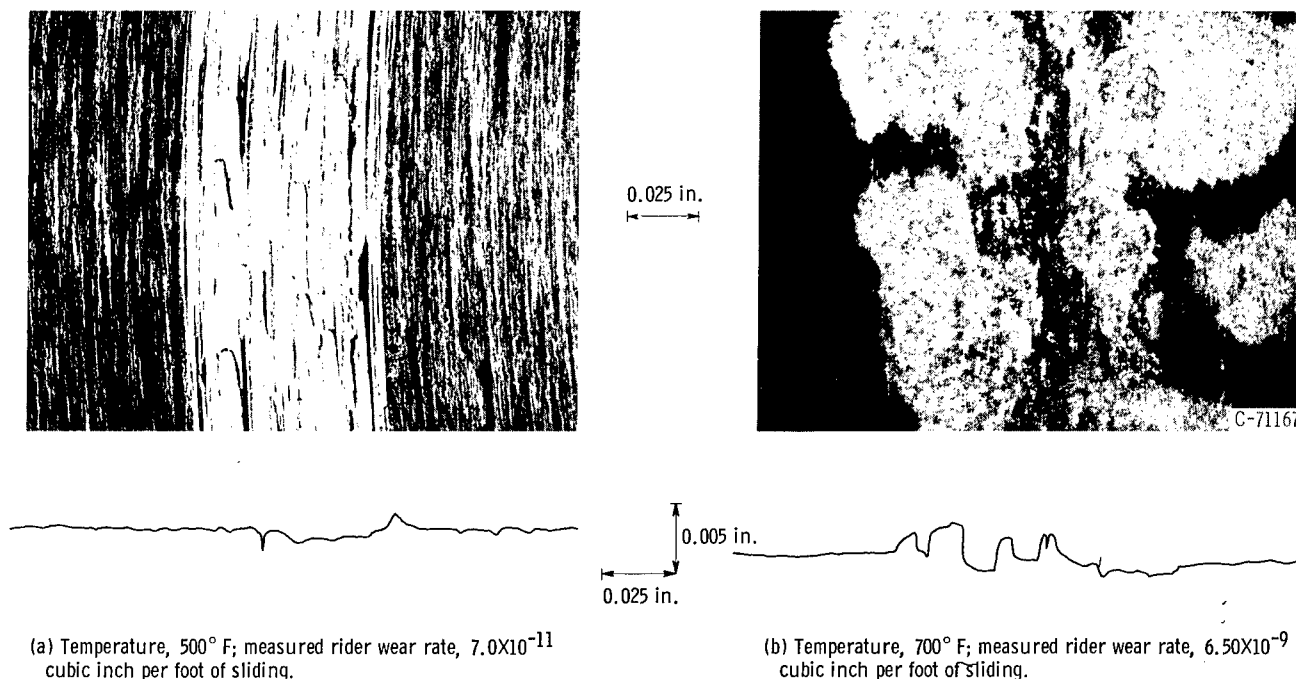 0.025 in.
C-71167
0.005 in.
0.025 in.
(a) Temperature, 500° F; measured rider wear rate, 7.0X10⁻¹¹
cubic inch per foot of sliding.
(b) Temperature, 700° F; measured rider wear rate, 6.50X10⁻⁹
cubic inch per foot of sliding.